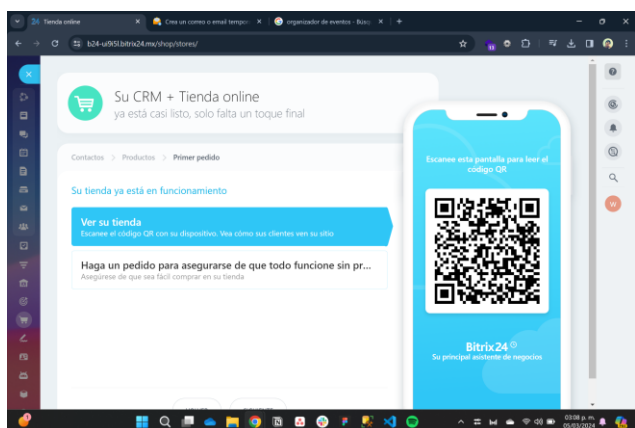 Tienda online
Crea un correo o email tempor
organizador de eventos - Búsq
b24-ui9i5l.bitrix24.mx/shop/stores/
Su CRM + Tienda online
ya está casi listo, solo falta un toque final
Contactos > Productos > Primer pedido
Su tienda ya está en funcionamiento
Ver su tienda
Escanee el código QR con su dispositivo. Vea cómo sus clientes ven su sitio
Haga un pedido para asegurarse de que todo funcione sin pr...
Asegúrese de que sea fácil comprar en su tienda
Escanee esta pantalla para leer el
código QR
Bitrix24
Su principal asistente de negocios
W
03:08 p. m.
05/03/2024